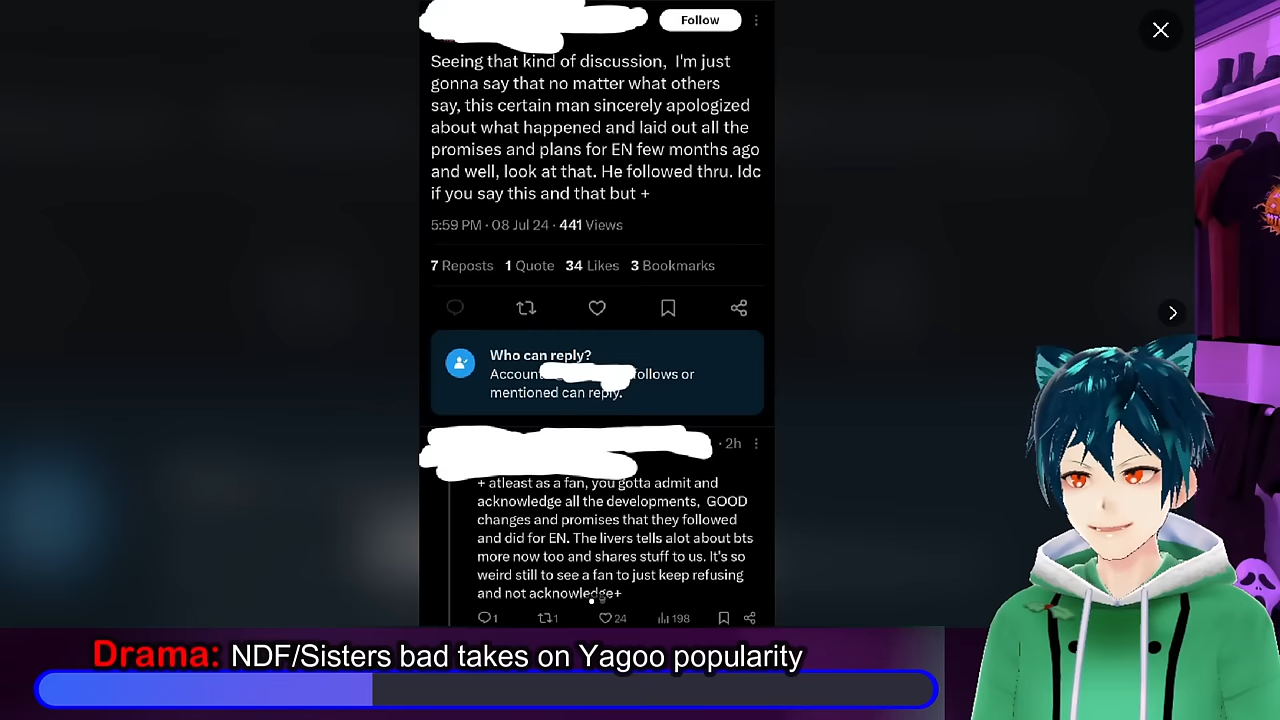 Follow
Seeing that kind of discussion, I'm just
gonna say that no matter what others
say, this certain man sincerely apologized
about what happened and laid out all the
promises and plans for EN few months ago
and well, look at that. He followed thru. Idc
if you say this and that but +
5:59 PM · 08 Jul 24 · 441 Views
7 Reposts 1 Quote 34 Likes 3 Bookmarks
Who can reply?
follows or
mentioned can reply.
· 2h
+ atleast as a fan, you gotta admit and
acknowledge all the developments, GOOD
changes and promises that they followed
and did for EN. The livers tells alot about bts
more now too and shares stuff to us. It's so
weird still to see a fan to just keep refusing
and not acknowledge+
1 1 24 198
Drama: NDF/Sisters bad takes on Yagoo popularity